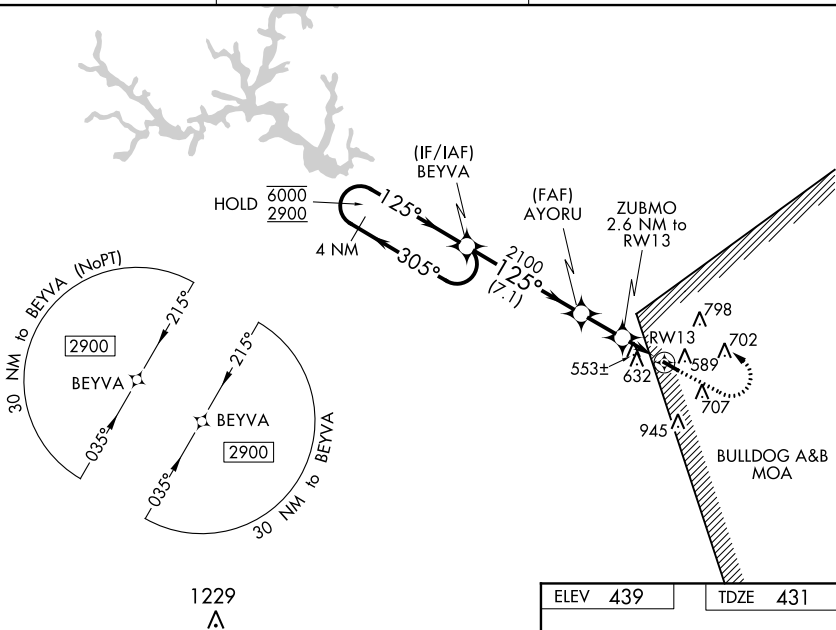 (IF/IAF)
BEYVA
(FAF)
AYORU
ZUBMO
2.6 NM to
RW13
HOLD
6000
2900
125°
4 NM
305°
2100
125°
(7.1)
30 NM to BEYVA (NoPT)
215°
2900
BEYVA
035°
215°
BEYVA
2900
035°
30 NM to BEYVA
RW13
798
702
553±
632
589
707
945
BULLDOG A&B
MOA
1229
ELEV 439
TDZE 431